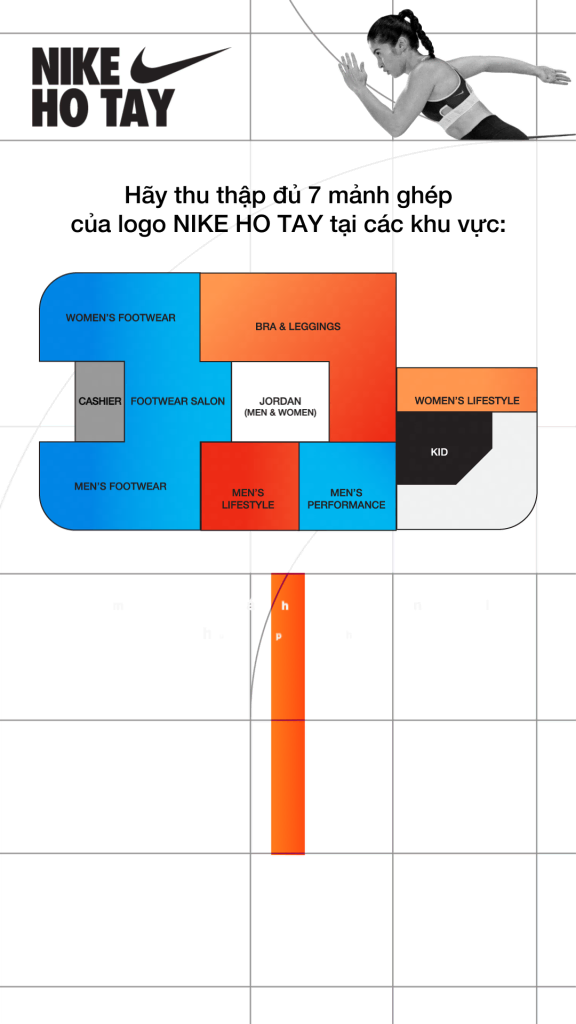 NIKE
HO TAY
Hãy thu thập đủ 7 mảnh ghép
của logo NIKE HO TAY tại các khu vực:
WOMEN'S FOOTWEAR
BRA & LEGGINGS
CASHIER
FOOTWEAR SALON
JORDAN
(MEN & WOMEN)
WOMEN'S LIFESTYLE
KID
MEN'S FOOTWEAR
MEN'S
LIFESTYLE
MEN'S
PERFORMANCE